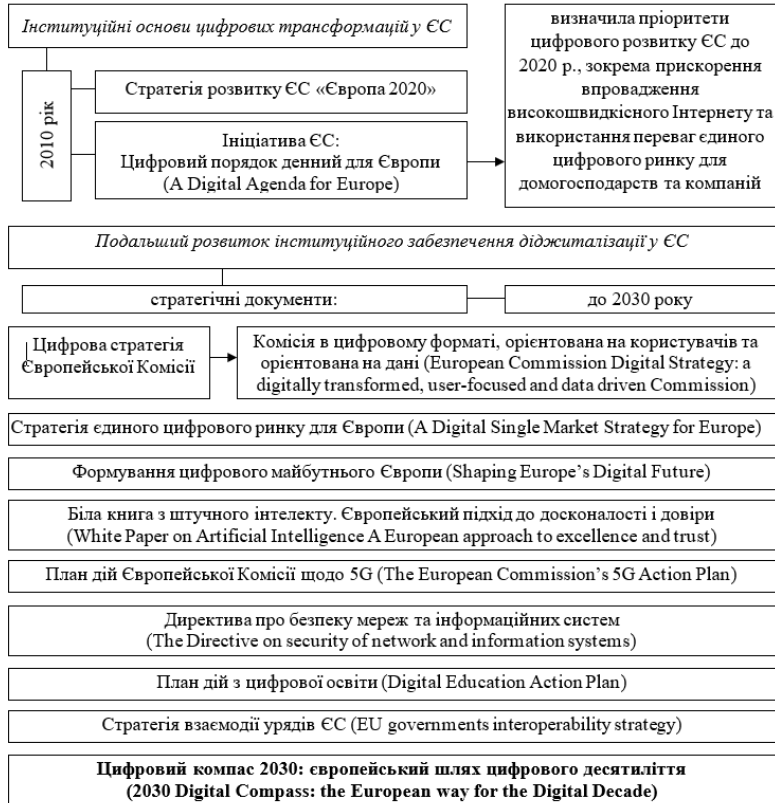 Інституційні основи цифрових трансформацій у ЄС
2010 рік
Стратегія розвитку ЄС «Європа 2020»
Ініціатива ЄС:
Цифровий порядок денний для Європи
(A Digital Agenda for Europe)
визначила пріоритети
цифрового розвитку ЄС до
2020 р., зокрема прискорення
впровадження
високошвидкісного Інтернету та
використання переваг єдиного
цифрового ринку для
домогосподарств та компаній
Подальший розвиток інституційного забезпечення діджиталізації у ЄС
стратегічні документи:
до 2030 року
Цифрова стратегія
Європейської Комісії
Комісія в цифровому форматі, орієнтована на користувачів та
орієнтована на дані (European Commission Digital Strategy: a
digitally transformed, user-focused and data driven Commission)
Стратегія єдиного цифрового ринку для Європи (A Digital Single Market Strategy for Europe)
Формування цифрового майбутнього Європи (Shaping Europe’s Digital Future)
Біла книга з штучного інтелекту. Європейський підхід до досконалості і довіри
(White Paper on Artificial Intelligence A European approach to excellence and trust)
План дій Європейської Комісії щодо 5G (The European Commission’s 5G Action Plan)
Директива про безпеку мереж та інформаційних систем
(The Directive on security of network and information systems)
План дій з цифрової освіти (Digital Education Action Plan)
Стратегія взаємодії урядів ЄС (EU governments interoperability strategy)
Цифровий компас 2030: європейський шлях цифрового десятиліття
(2030 Digital Compass: the European way for the Digital Decade)